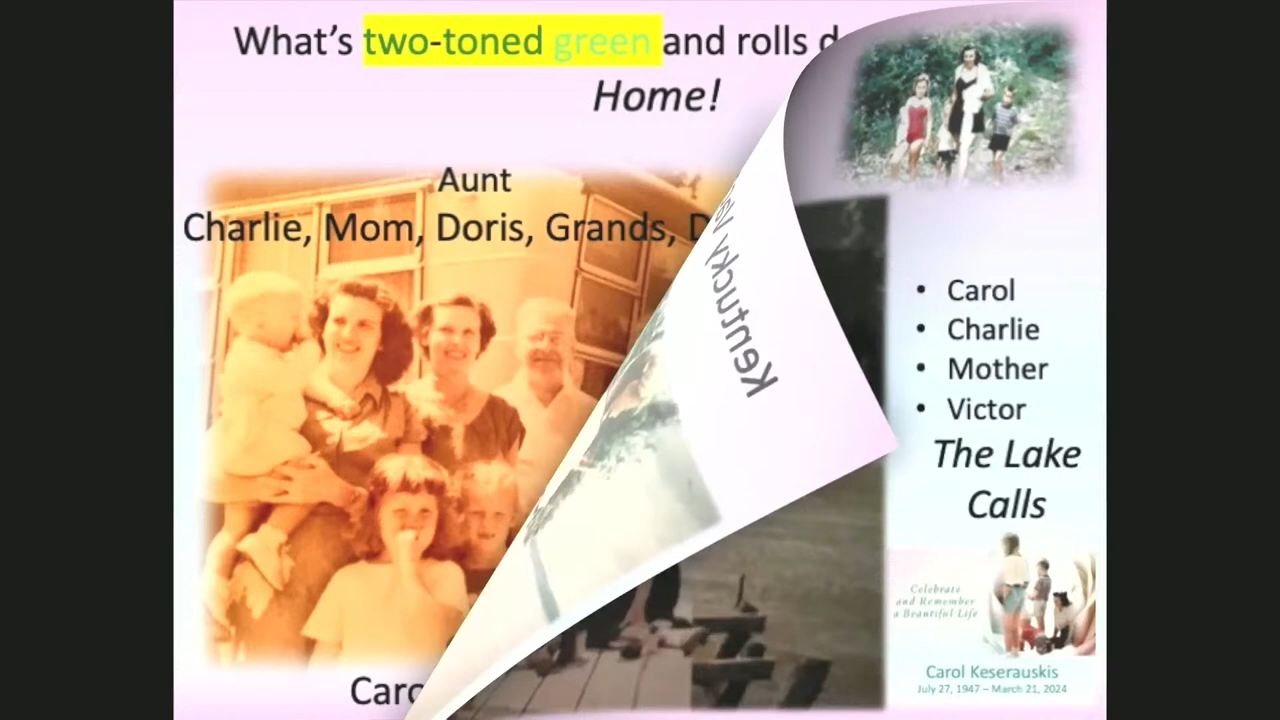 What's two-toned green and rolls d
Home!
Aunt
Charlie, Mom, Doris, Grands, D
Caro
Kentucky
• Carol
• Charlie
• Mother
• Victor
The Lake
Calls
Celebrate
and Remember
a Beautiful Life
Carol Keserauskis
July 27, 1947 – March 21, 2024